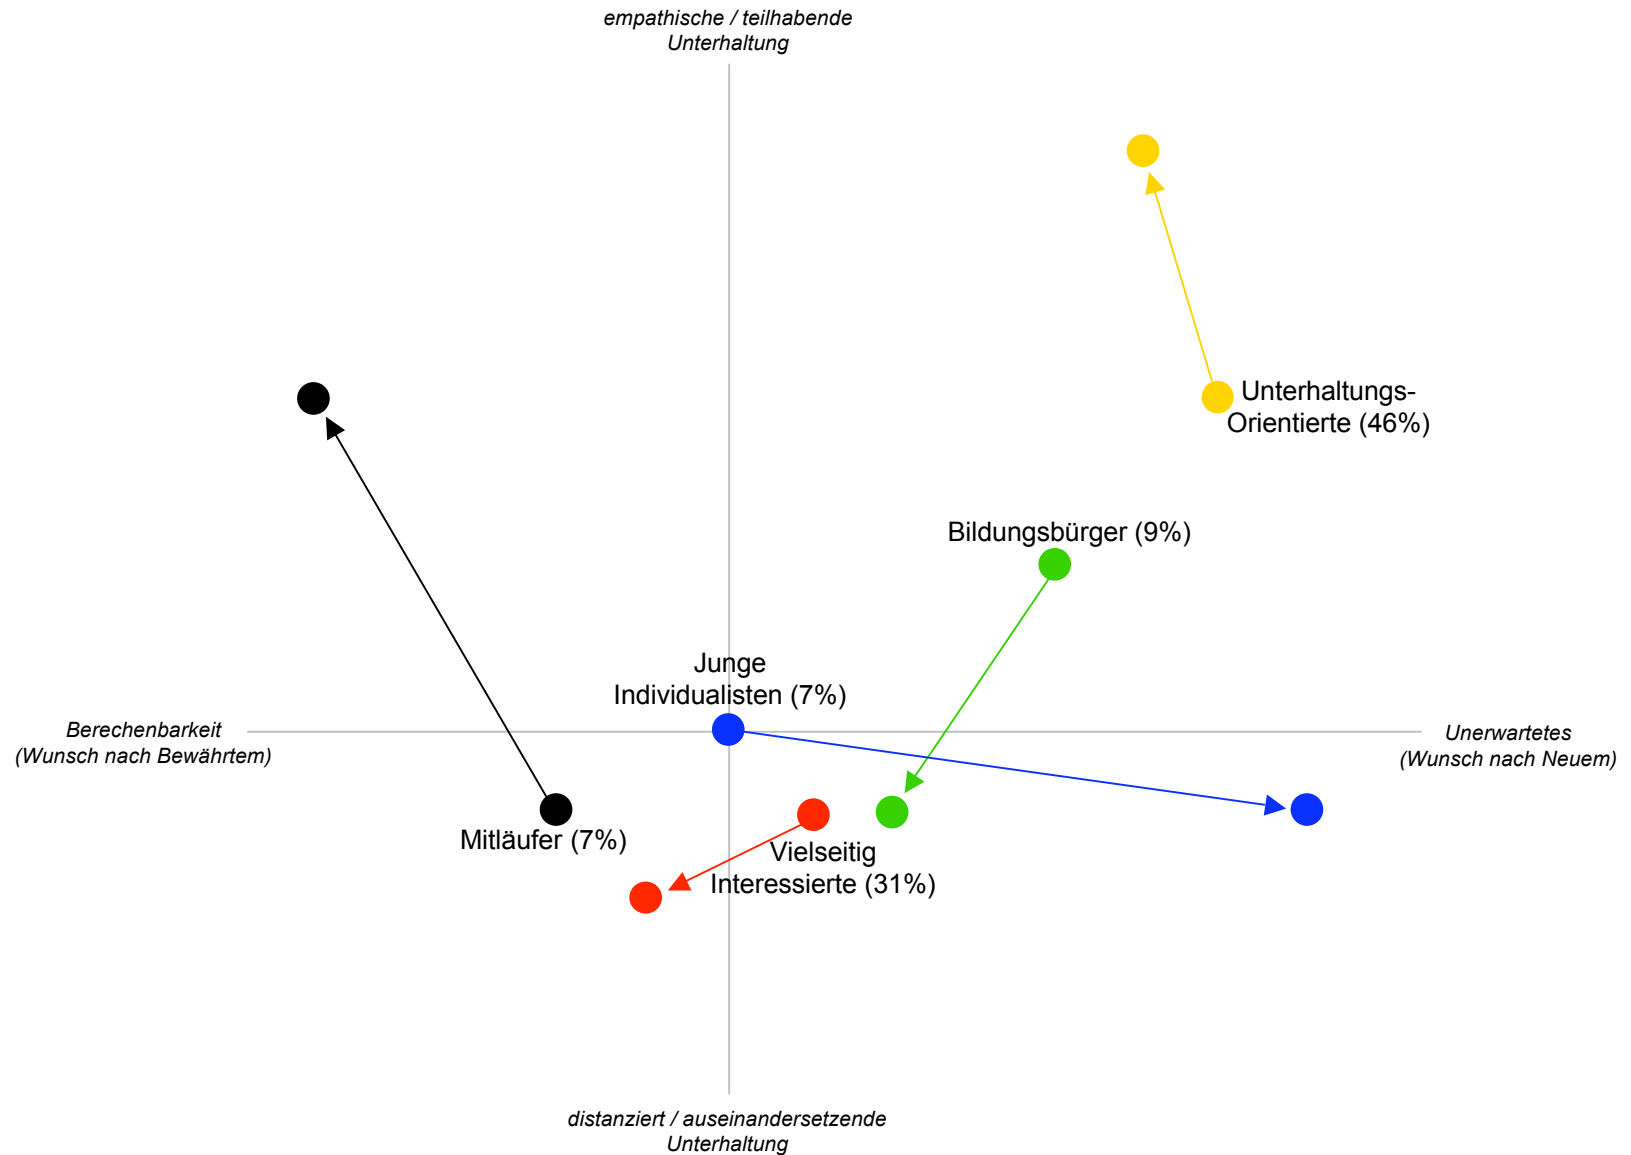 empathische / teilhabende
Unterhaltung
Unterhaltungs-
Orientierte (46%)
Bildungsbürger (9%)
Junge
Individualisten (7%)
Berechenbarkeit
(Wunsch nach Bewährtem)
Unerwartetes
(Wunsch nach Neuem)
Mitläufer (7%)
Vielseitig
Interessierte (31%)
distanziert / auseinandersetzende
Unterhaltung